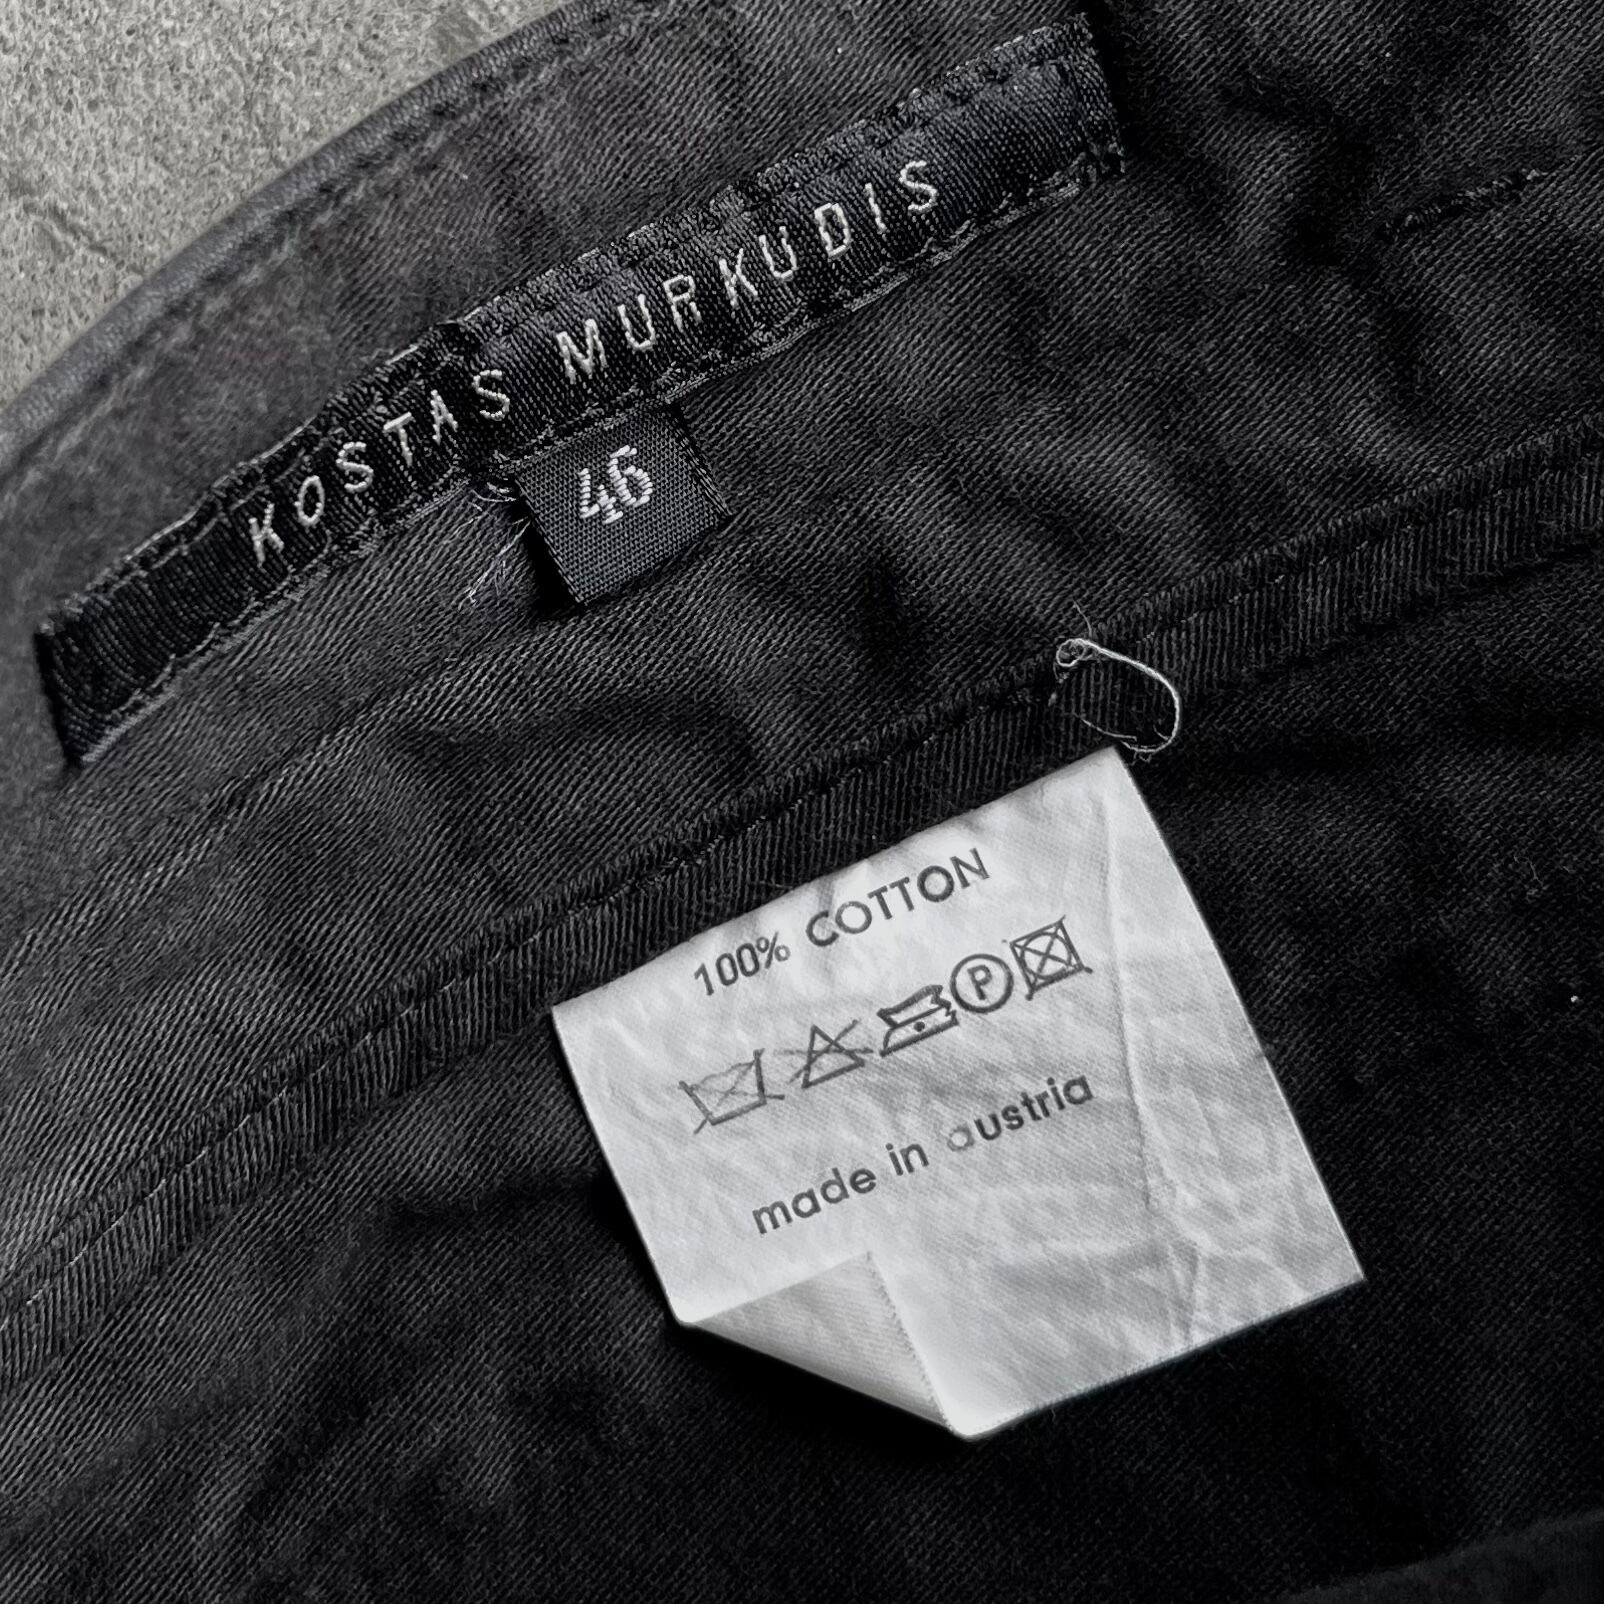 KOSTAS MURKUDIS
46
100% COTTON
P
made in austria